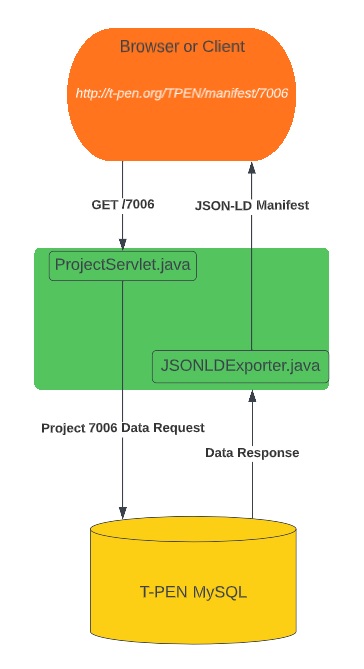 Browser or Client
http://t-pen.org/TPEN/manifest/7006
GET /7006
JSON-LD Manifest
ProjectServlet.java
JSONLDExporter.java
Project 7006 Data Request
Data Response
T-PEN MySQL